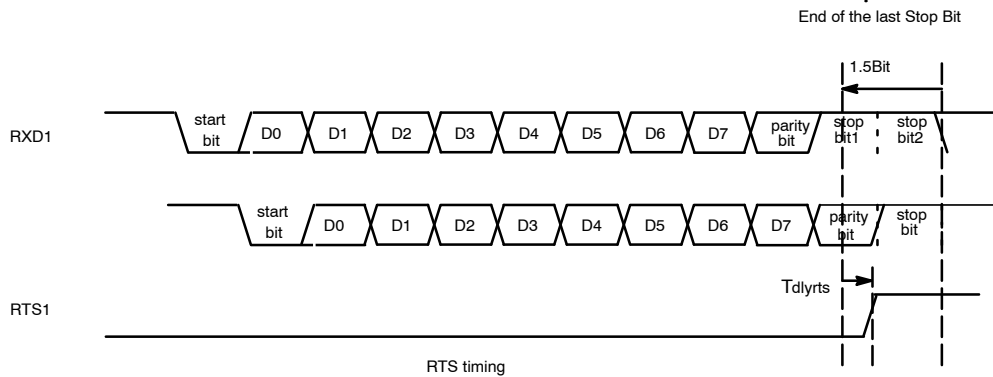 End of the last Stop Bit
1.5Bit
RXD1
start
bit
D0
D1
D2
D3
D4
D5
D6
D7
parity
bit
stop
bit1
stop
bit2
start
bit
D0
D1
D2
D3
D4
D5
D6
D7
parity
bit
stop
bit
Tdlyrts
RTS1
RTS timing